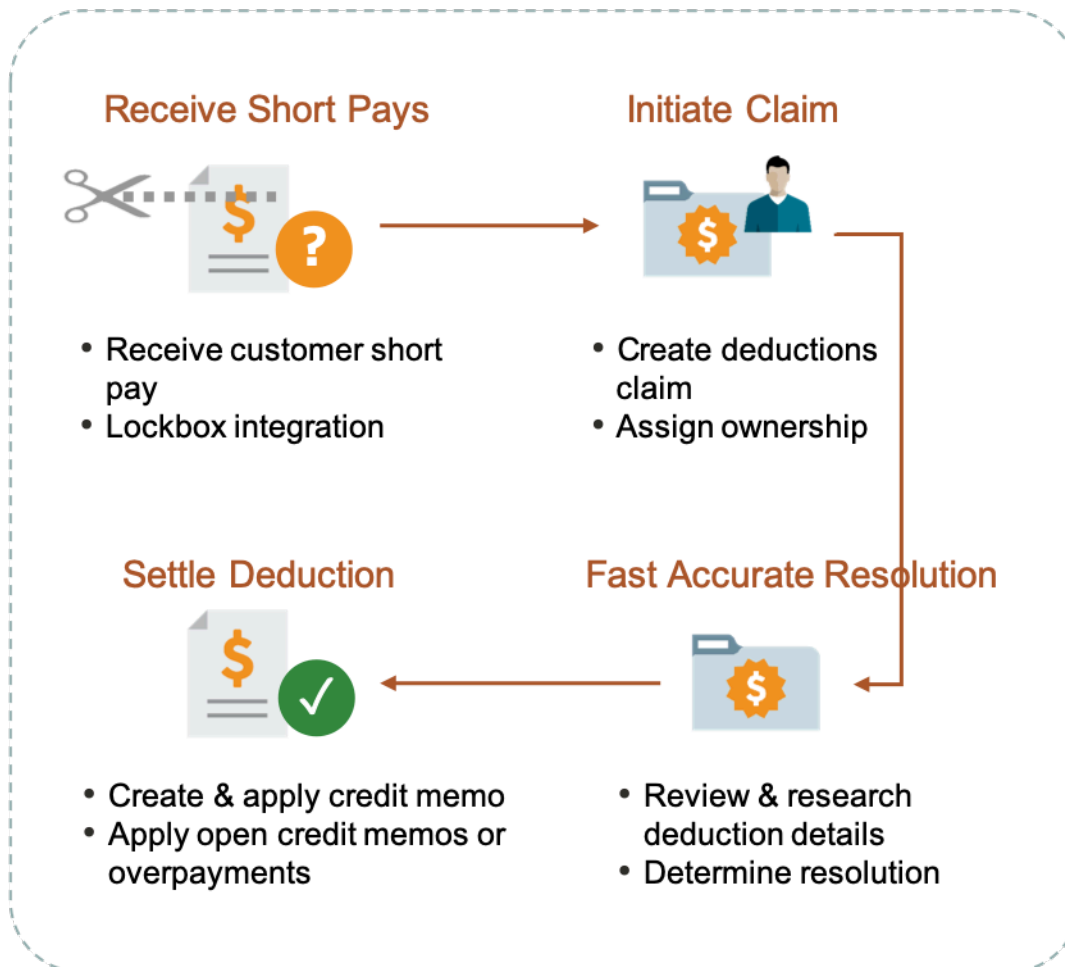 Receive Short Pays
$
?
• Receive customer short
pay
• Lockbox integration
Initiate Claim
$
• Create deductions
claim
• Assign ownership
Fast Accurate Resolution
$
• Review & research
deduction details
• Determine resolution
Settle Deduction
$
• Create & apply credit memo
• Apply open credit memos or
overpayments